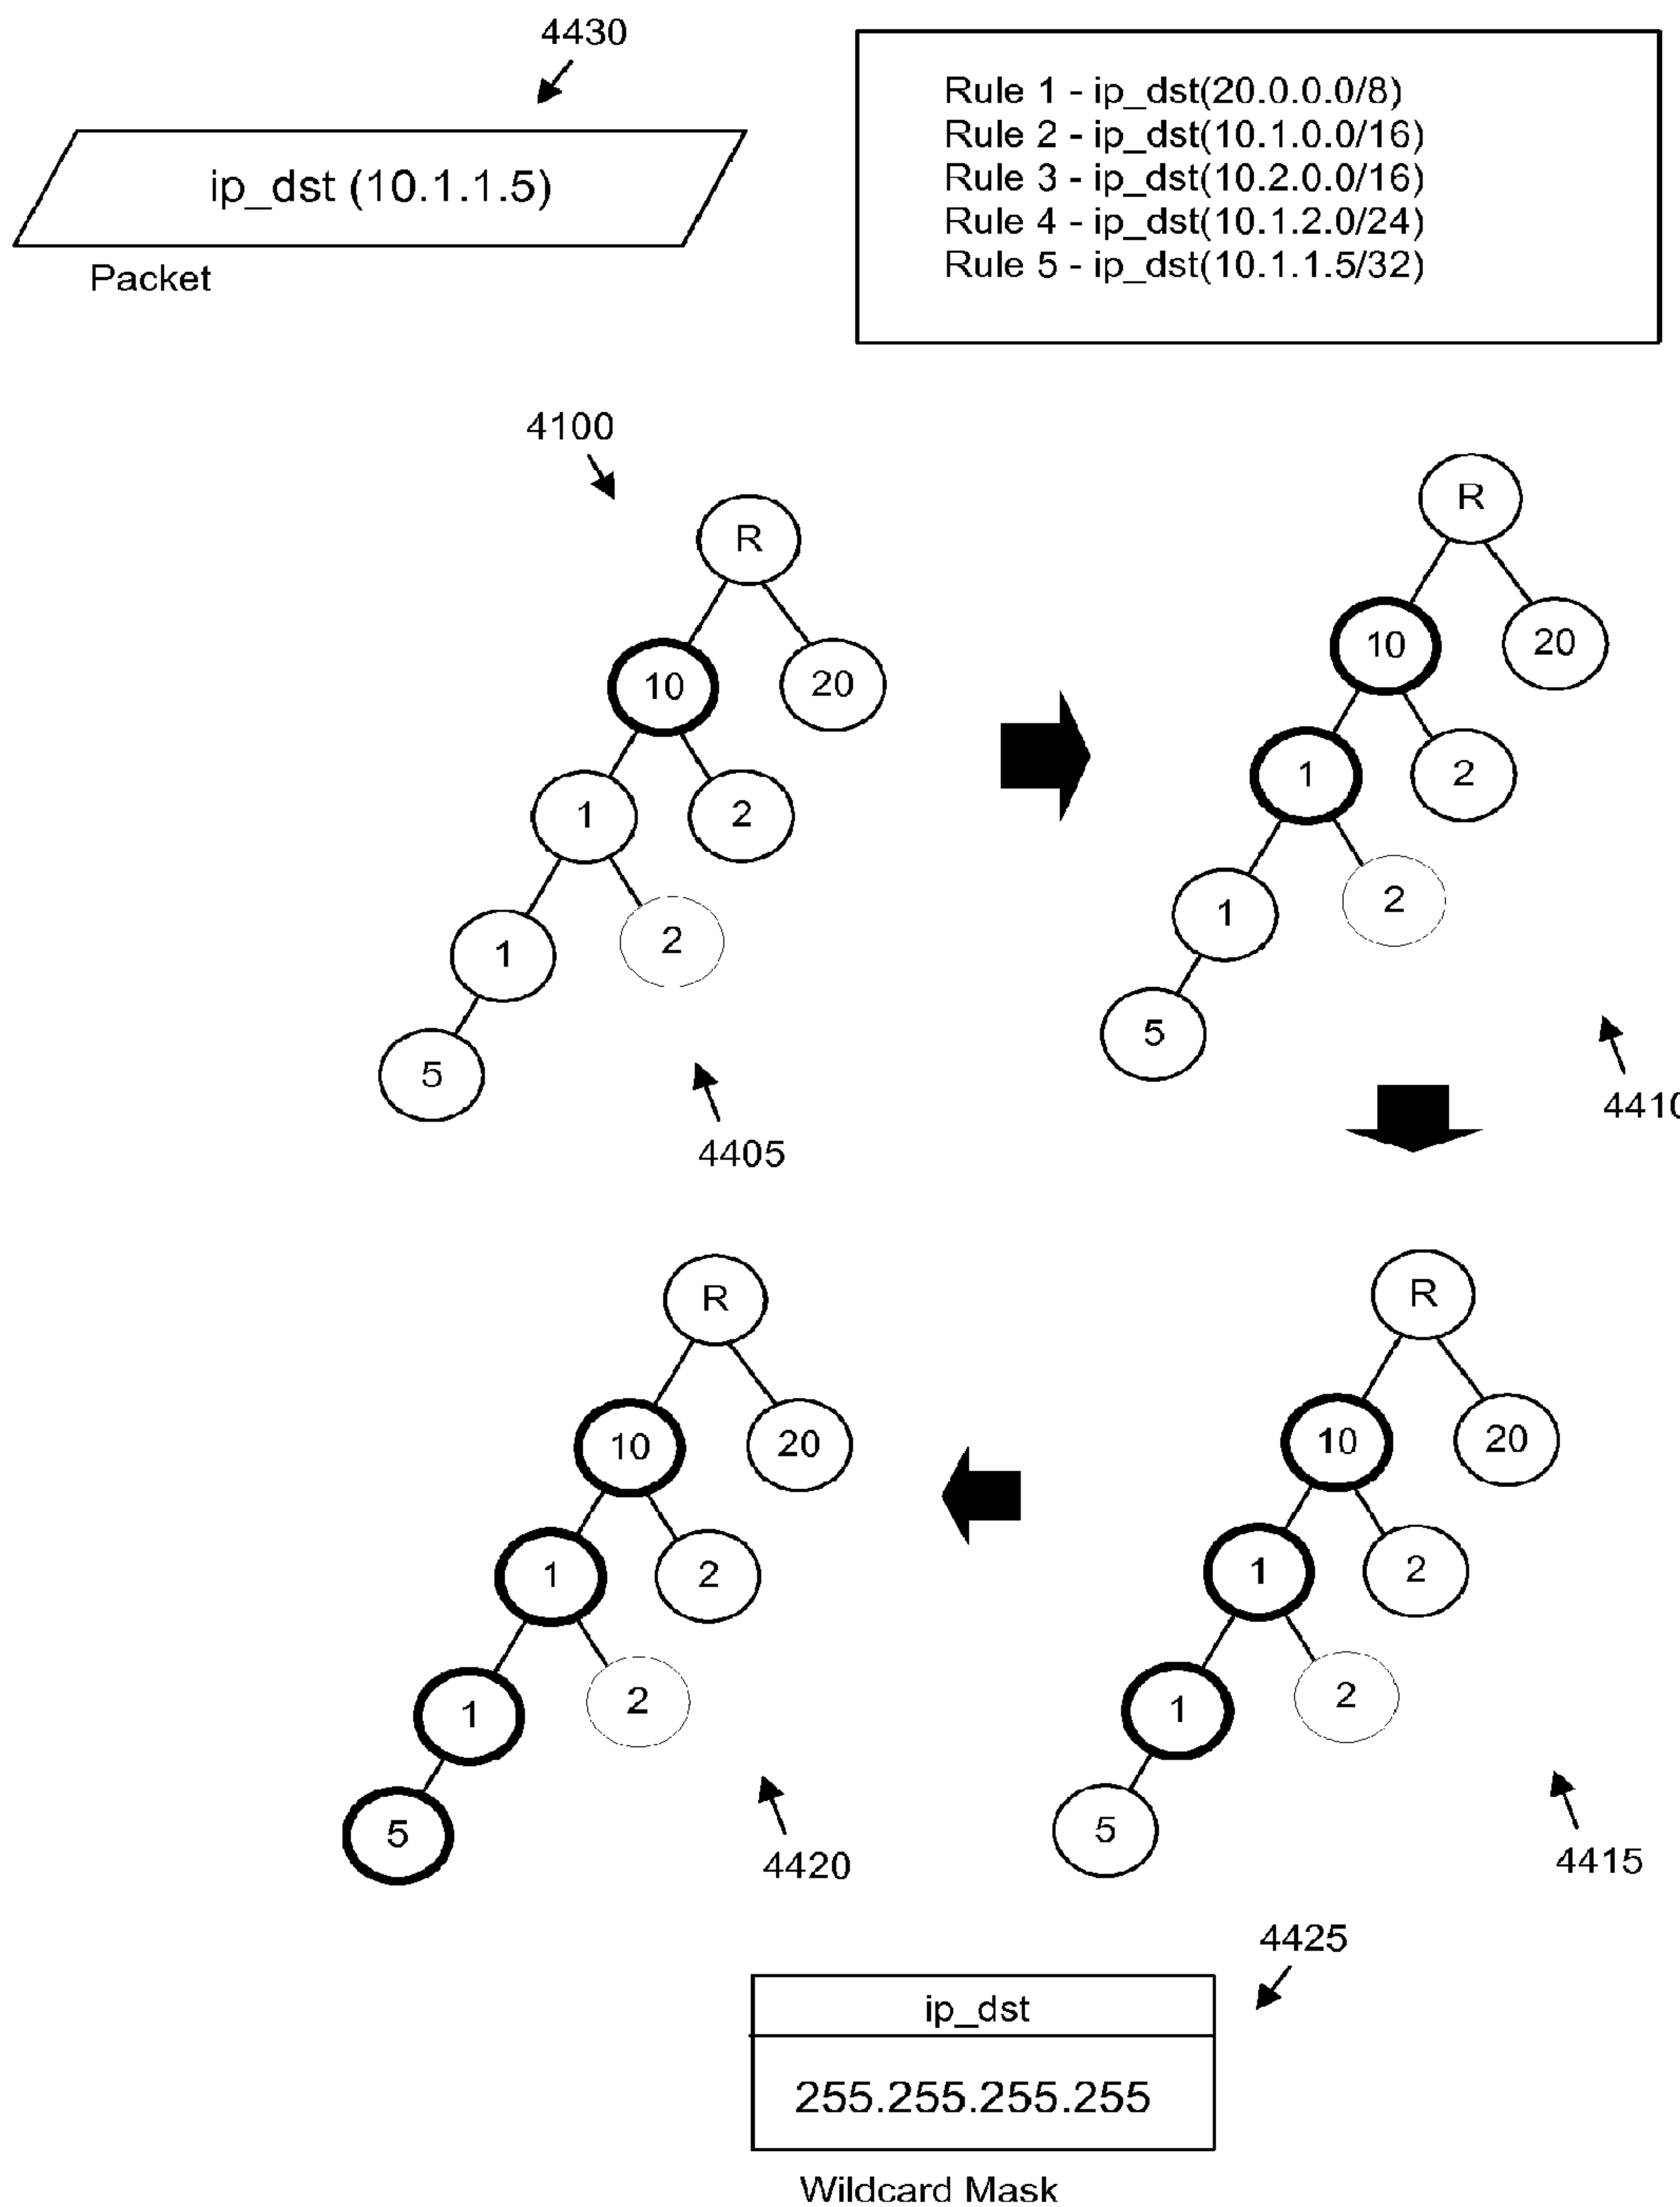 4430
ip_dst (10.1.1.5)
Packet
Rule 1 - ip_dst(20.0.0.0/8)
Rule 2 - ip_dst(10.1.0.0/16)
Rule 3 - ip_dst(10.2.0.0/16)
Rule 4 - ip_dst(10.1.2.0/24)
Rule 5 - ip_dst(10.1.1.5/32)
4100
R
10
20
1
2
1
2
5
4405
R
10
20
1
2
1
2
5
4410
R
10
20
1
2
1
2
5
4420
R
10
20
1
2
1
2
5
4415
4425
ip_dst
255.255.255.255
Wildcard Mask